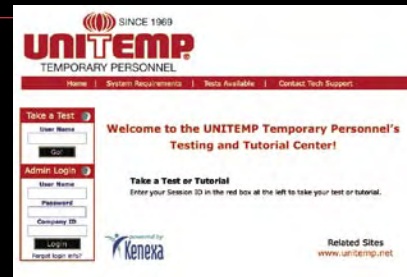 SINCE 1969
UNITEMP
TEMPORARY PERSONNEL
Home | System Requirements | Tests Available | Contact Tech Support
Take a Test
User Name
Go!
Admin Login
User Name
Password
Company ID
Login
Forgot login info?
Welcome to the UNITEMP Temporary Personnel's
Testing and Tutorial Center!
Take a Test or Tutorial
Enter your Session ID in the red box at the left to take your test or tutorial.
powered by
Kenexa
Related Sites
www.unitemp.net